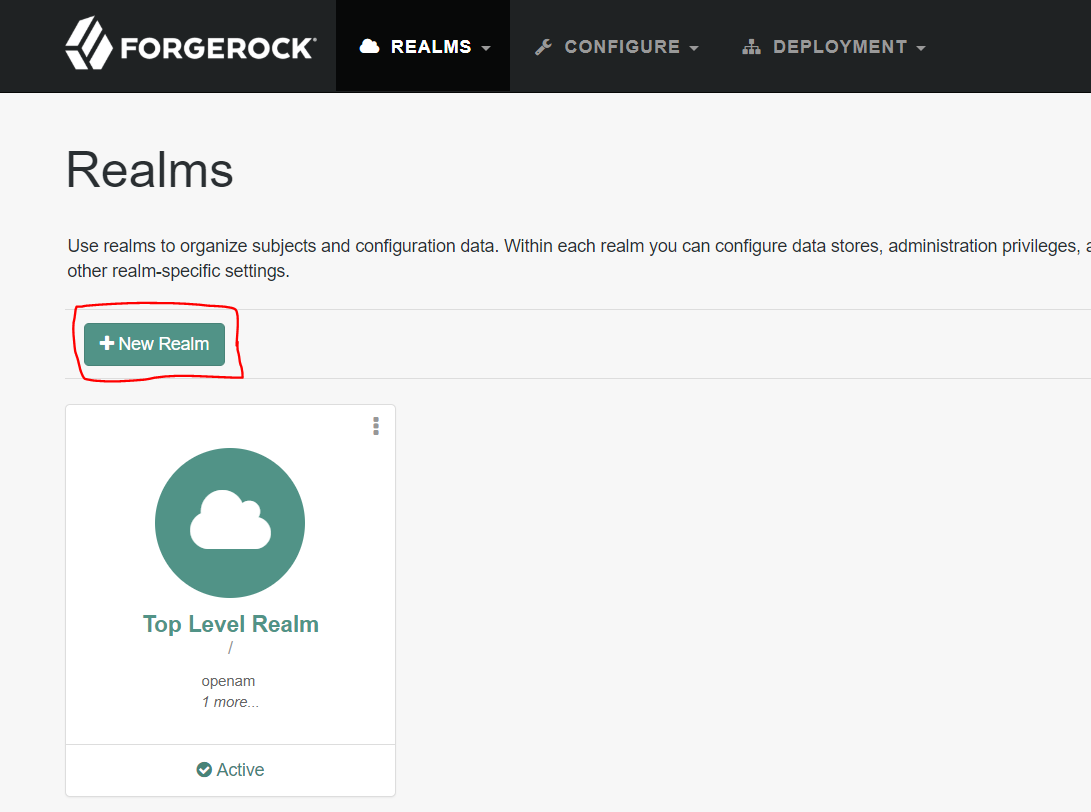 FORGEROCK
REALMS
CONFIGURE
DEPLOYMENT
Realms
Use realms to organize subjects and configuration data. Within each realm you can configure data stores, administration privileges,
other realm-specific settings.
+ New Realm
Top Level Realm
/
openam
1 more...
Active